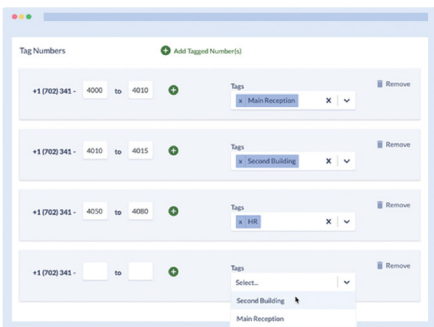 Tag Numbers
Add Tagged Number(s)
+1 (702) 341 - 4000 to 4010
Tags
x Main Reception x
Remove
+1 (702) 341 - 4010 to 4015
Tags
x Second Building x
Remove
+1 (702) 341 - 4050 to 4080
Tags
x HR x
Remove
+1 (702) 341 - to
Tags
Select...
Remove
Second Building
Main Reception